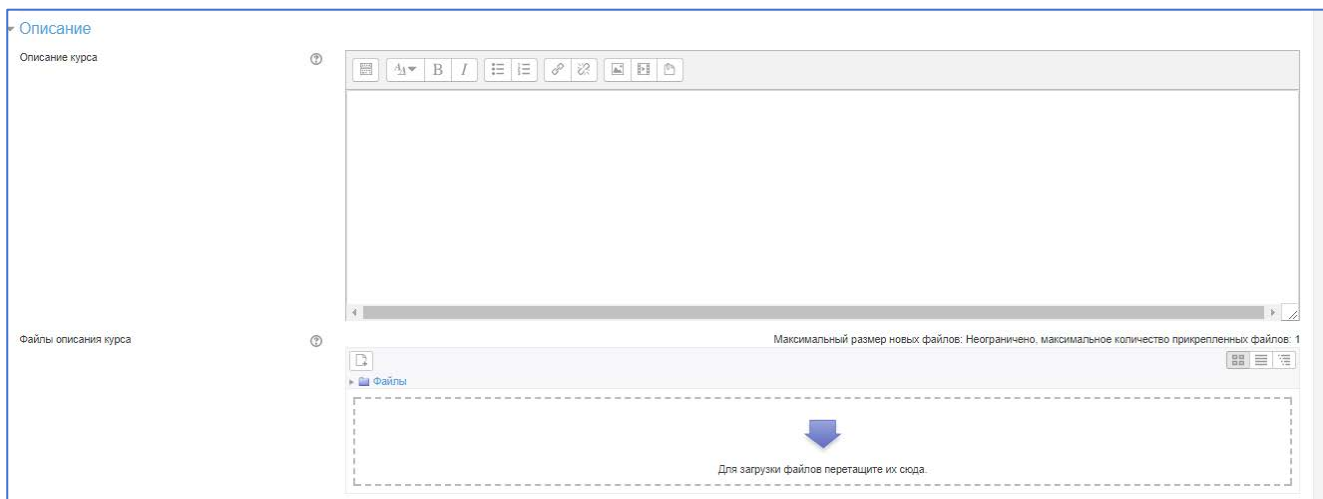 Описание
Описание курса
B I
Файлы описания курса
Максимальный размер новых файлов: Неограничено, максимальное количество прикрепленных файлов: 1
Файлы
Для загрузки файлов перетащите их сюда.